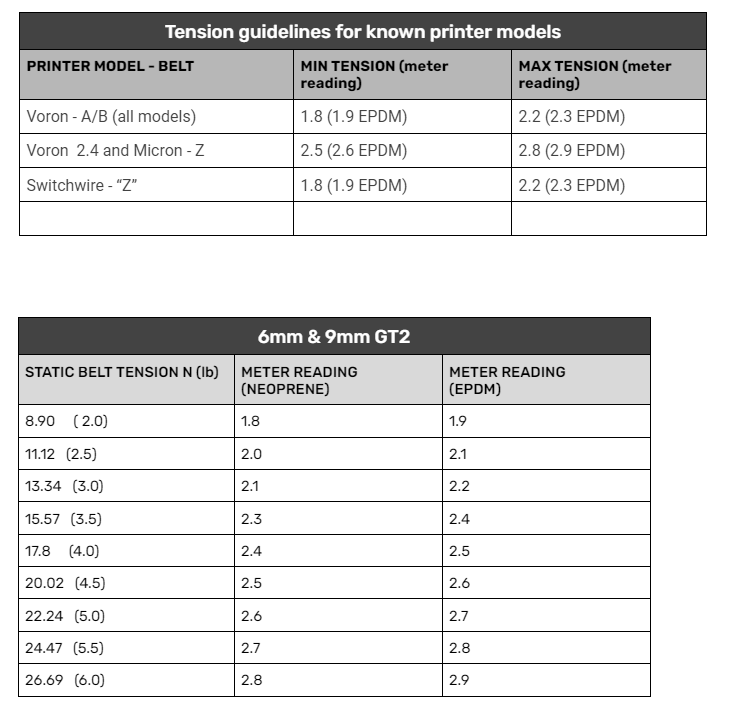 Tension guidelines for known printer models
PRINTER MODEL - BELT MIN TENSION (meter reading) MAX TENSION (meter reading)
Voron - A/B (all models) 1.8 (1.9 EPDM) 2.2 (2.3 EPDM)
Voron 2.4 and Micron - Z 2.5 (2.6 EPDM) 2.8 (2.9 EPDM)
Switchwire - “Z” 1.8 (1.9 EPDM) 2.2 (2.3 EPDM)
6mm & 9mm GT2
STATIC BELT TENSION N (lb) METER READING (NEOPRENE) METER READING (EPDM)
8.90 ( 2.0) 1.8 1.9
11.12 (2.5) 2.0 2.1
13.34 (3.0) 2.1 2.2
15.57 (3.5) 2.3 2.4
17.8 (4.0) 2.4 2.5
20.02 (4.5) 2.5 2.6
22.24 (5.0) 2.6 2.7
24.47 (5.5) 2.7 2.8
26.69 (6.0) 2.8 2.9